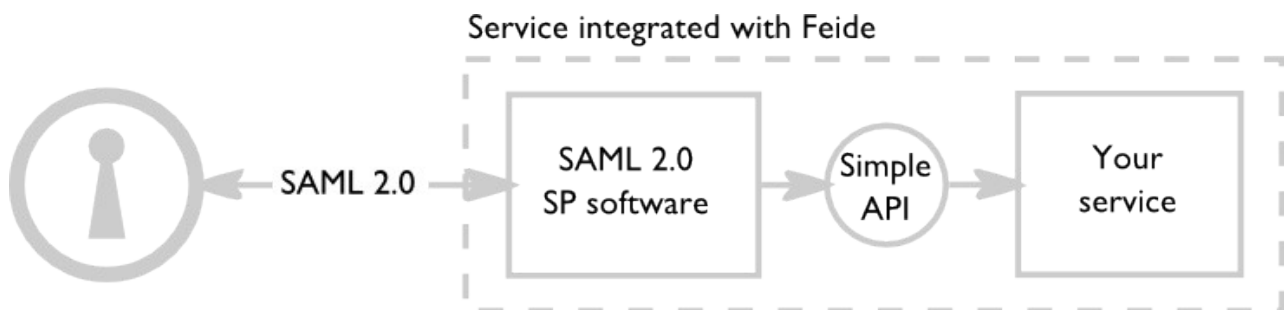 Service integrated with Feide
SAML 2.0
SAML 2.0
SP software
Simple
API
Your
service